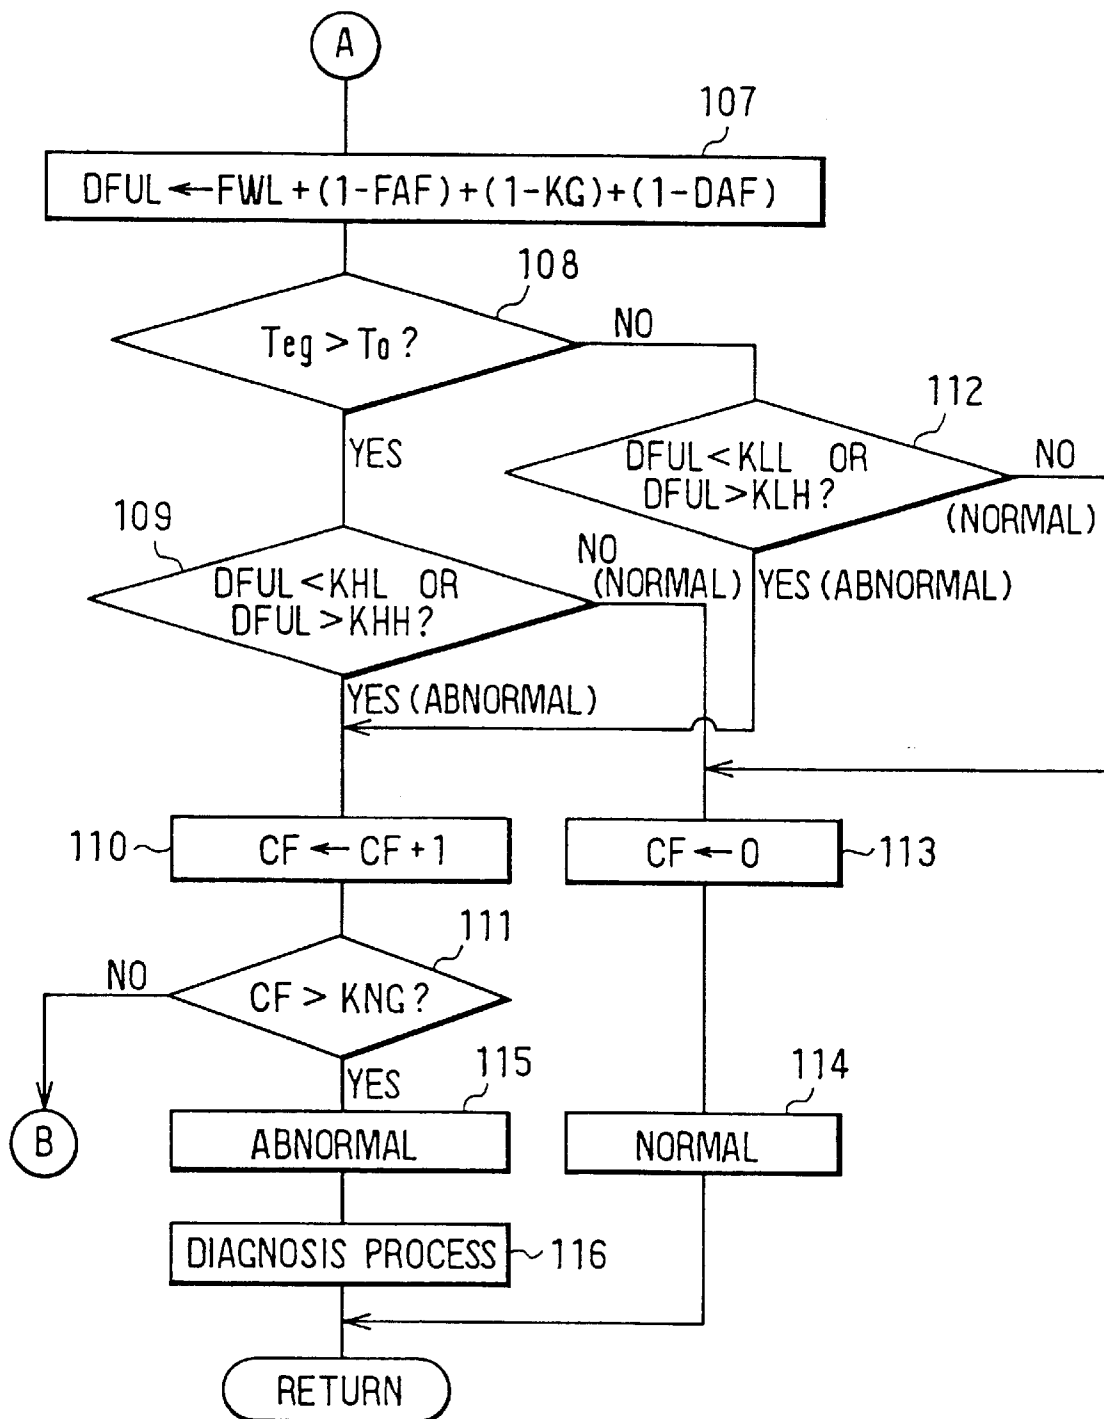 A
107
DFUL←FWL+(1-FAF)+(1-KG)+(1-DAF)
108
Teg > To ?
NO
YES
112
DFUL<KLL OR
DFUL>KLH?
NO
(NORMAL)
109
DFUL<KHL OR
DFUL>KHH?
NO
(NORMAL)
YES (ABNORMAL)
YES (ABNORMAL)
110
CF ← CF+1
CF ← 0
113
111
NO
CF > KNG?
YES
115
114
B
ABNORMAL
NORMAL
DIAGNOSIS PROCESS
116
RETURN